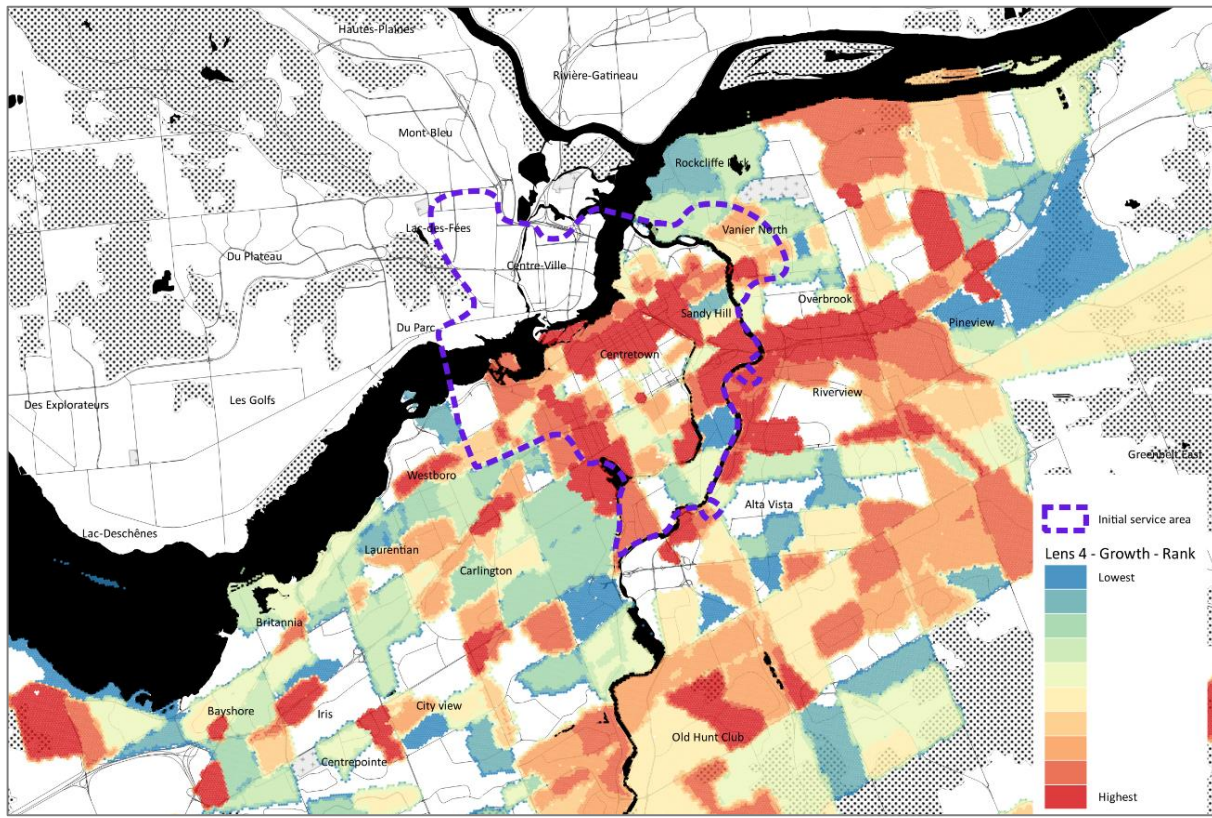 Hautes-Plaines
Rivière-Gatineau
Mont-Bleu
Rockcliffe Park
Lac-des-Fées
Vanier North
Du Plateau
Centre-Ville
Overbrook
Sandy Hill
Pineview
Du Parc
Centretown
Des Explorateurs
Les Golfs
Riverview
Greenbelt East
Westboro
Alta Vista
Initial service area
Lac-Deschênes
Laurentian
Lens 4 - Growth - Rank
Carlington
Lowest
Britannia
Bayshore
Iris
City view
Old Hunt Club
Centrepointe
Highest